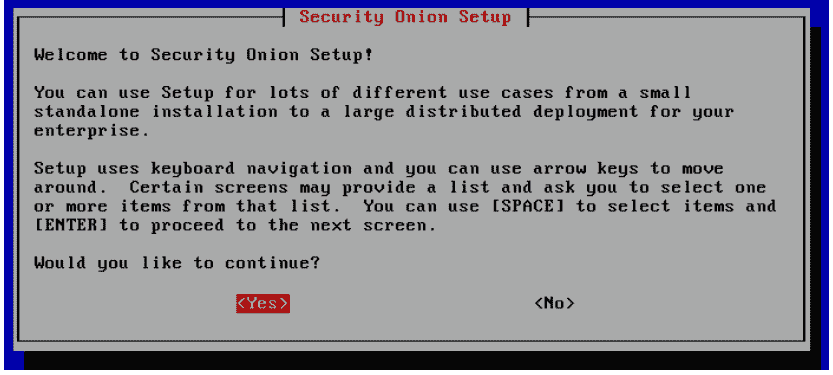 Security Onion Setup
Welcome to Security Onion Setup!
You can use Setup for lots of different use cases from a small
standalone installation to a large distributed deployment for your
enterprise.
Setup uses keyboard navigation and you can use arrow keys to move
around.  Certain screens may provide a list and ask you to select one
or more items from that list.  You can use [SPACE] to select items and
[ENTER] to proceed to the next screen.
Would you like to continue?
<Yes> <No>